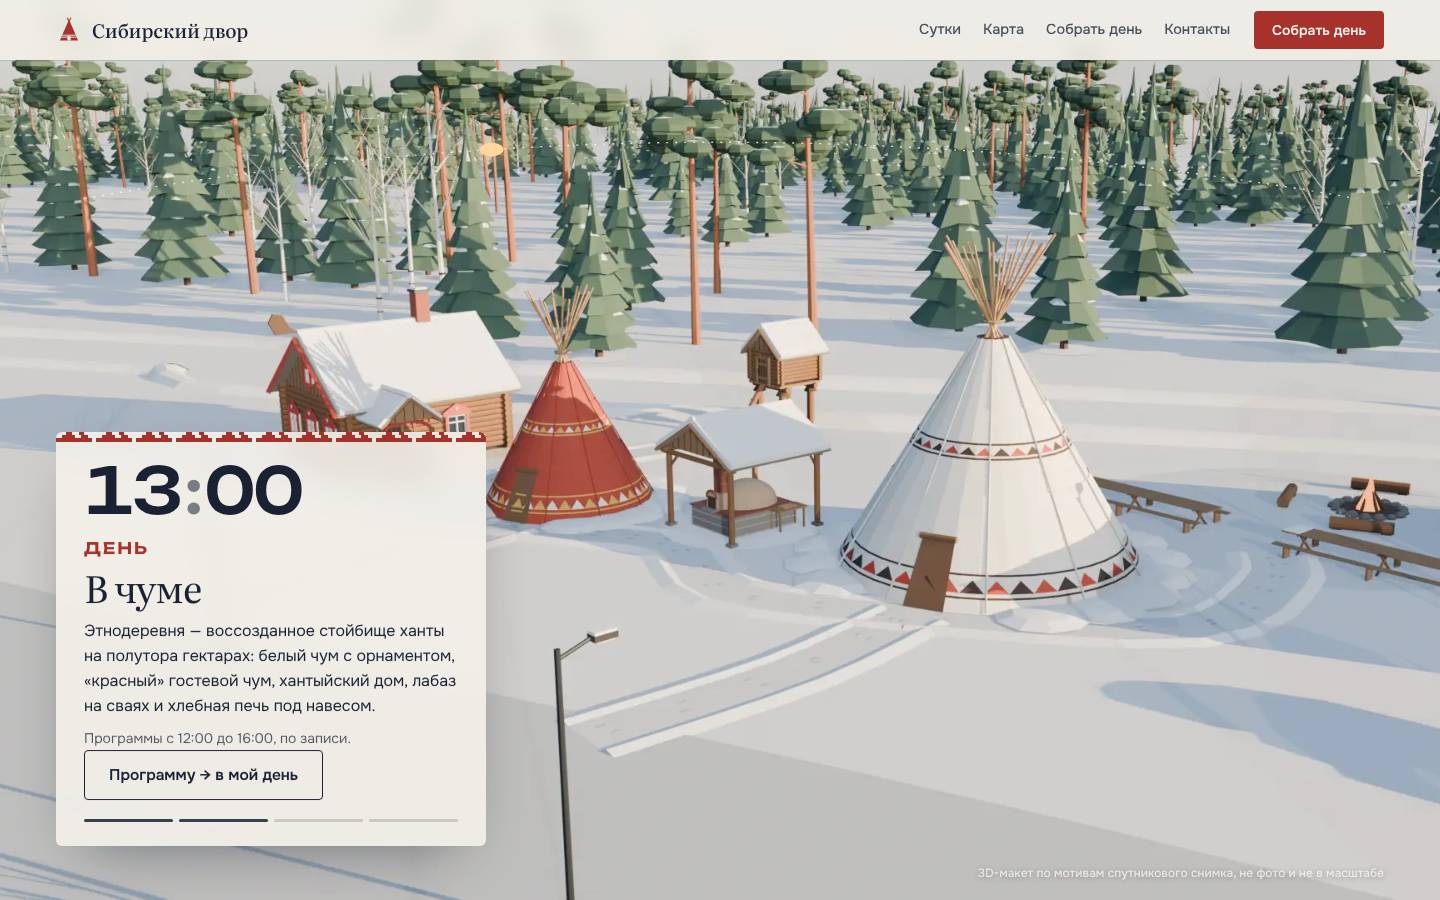 Сибирский двор
Сутки
Карта
Собрать день
Контакты
Собрать день
13:00
ДЕНЬ
В чуме
Этнодеревня — воссозданное стойбище ханты
на полутора гектарах: белый чум с орнаментом,
«красный» гостевой чум, хантыйский дом, лабаз
на сваях и хлебная печь под навесом.
Программы с 12:00 до 16:00, по записи.
Программу → в мой день
3D-макет по мотивам спутникового снимка, не фото и не в масштабе